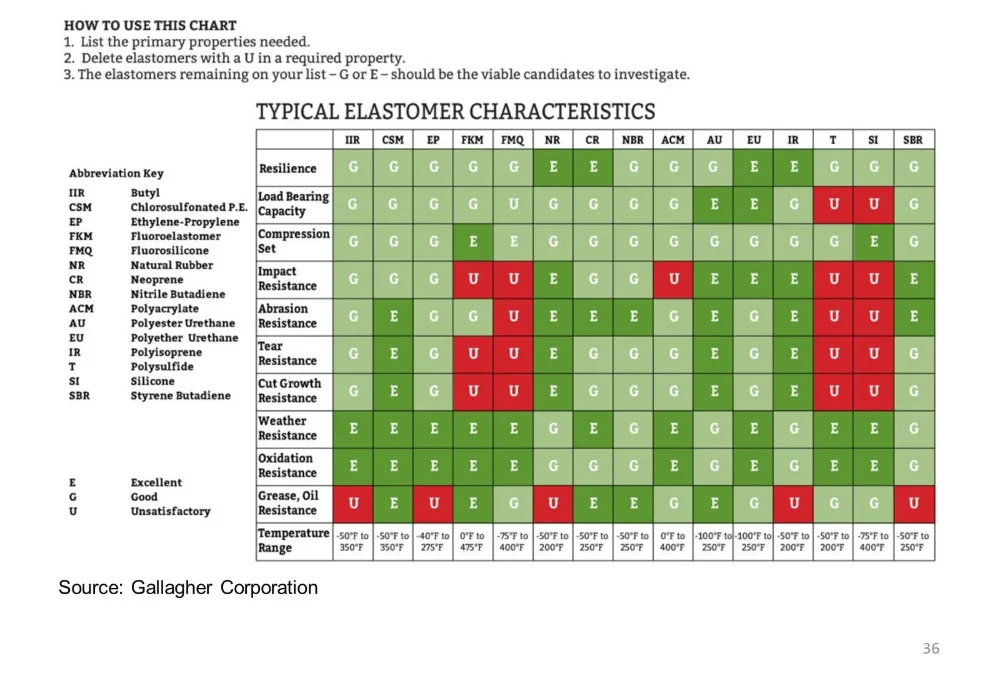 HOW TO USE THIS CHART
1. List the primary properties needed.
2. Delete elastomers with a U in a required property.
3. The elastomers remaining on your list – G or E – should be the viable candidates to investigate.
TYPICAL ELASTOMER CHARACTERISTICS
IIR CSM EP FKM FMQ NR CR NBR ACM AU EU IR T SI SBR
Resilience G G G G G E E G G G E E G G G
Load Bearing Capacity G G G G U G G G G E E G U U G
Compression Set G G G E E G G G G G G G G E G
Impact Resistance G G G U U E G G U E E E U U E
Abrasion Resistance G E G G U E E E G E G E U U E
Tear Resistance G E G U U E G G G E G E U U G
Cut Growth Resistance G E G U U E G G G E G E U U G
Weather Resistance E E E E E G E G E G E G E E G
Oxidation Resistance E E E E E G G G E G E G E E G
Grease, Oil Resistance U E U E G U E E G E G U G G U
Temperature Range -50°F to 350°F -50°F to 350°F -40°F to 275°F 0°F to 475°F -75°F to 400°F -50°F to 200°F -50°F to 250°F -50°F to 250°F 0°F to 400°F -100°F to 250°F -100°F to 250°F -50°F to 200°F -50°F to 200°F -75°F to 400°F -50°F to 250°F
Abbreviation Key
IIR Butyl
CSM Chlorosulfonated P.E.
EP Ethylene-Propylene
FKM Fluoroelastomer
FMQ Fluorosilicone
NR Natural Rubber
CR Neoprene
NBR Nitrile Butadiene
ACM Polyacrylate
AU Polyester Urethane
EU Polyether Urethane
IR Polyisoprene
T Polysulfide
SI Silicone
SBR Styrene Butadiene
E Excellent
G Good
U Unsatisfactory
Source: Gallagher Corporation
36